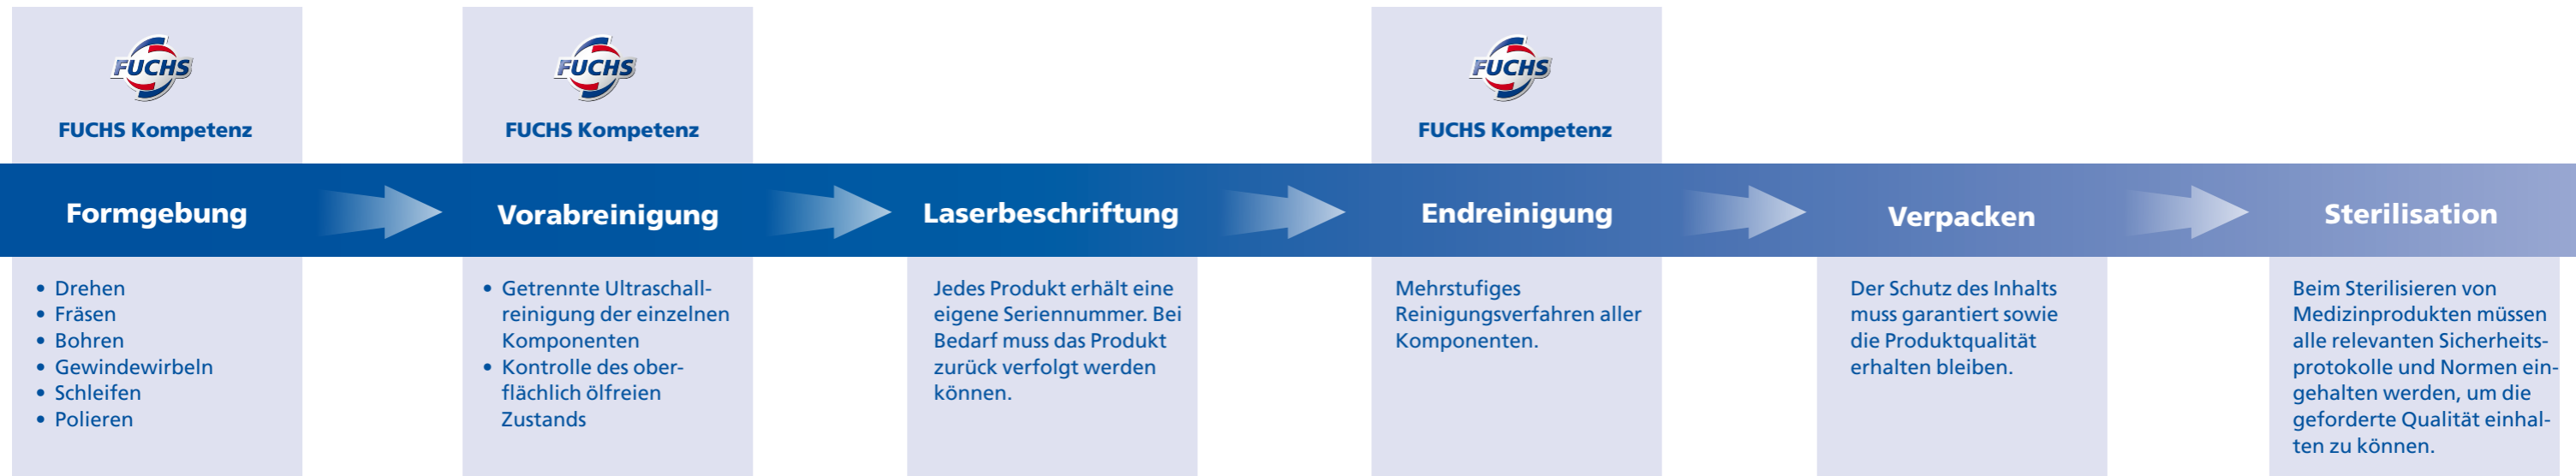 FUCHS
FUCHS Kompetenz
FUCHS
FUCHS Kompetenz
FUCHS
FUCHS Kompetenz
Formgebung
Vorabreinigung
Laserbeschriftung
Endreinigung
Verpacken
Sterilisation
• Drehen
• Fräsen
• Bohren
• Gewindewirbeln
• Schleifen
• Polieren
• Getrennte Ultraschall-
reinigung der einzelnen
Komponenten
• Kontrolle des ober-
flächlich ölfreien
Zustands
Jedes Produkt erhält eine
eigene Seriennummer. Bei
Bedarf muss das Produkt
zurück verfolgt werden
können.
Mehrstufiges
Reinigungsverfahren aller
Komponenten.
Der Schutz des Inhalts
muss garantiert sowie
die Produktqualität
erhalten bleiben.
Beim Sterilisieren von
Medizinprodukten müssen
alle relevanten Sicherheits-
protokolle und Normen ein-
gehalten werden, um die
geforderte Qualität einhal-
ten zu können.